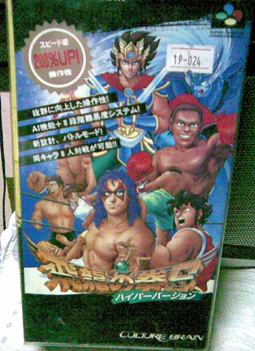 スピード感
200%UP!
操作性
19-024
抜群に向上した操作性!
AI機能+8段階難易度システム!
新設計、バトルモード!
同キャラ8人対戦が可能!!
飛龍の拳S
ハイパーバージョン
CULTURE BRAIN